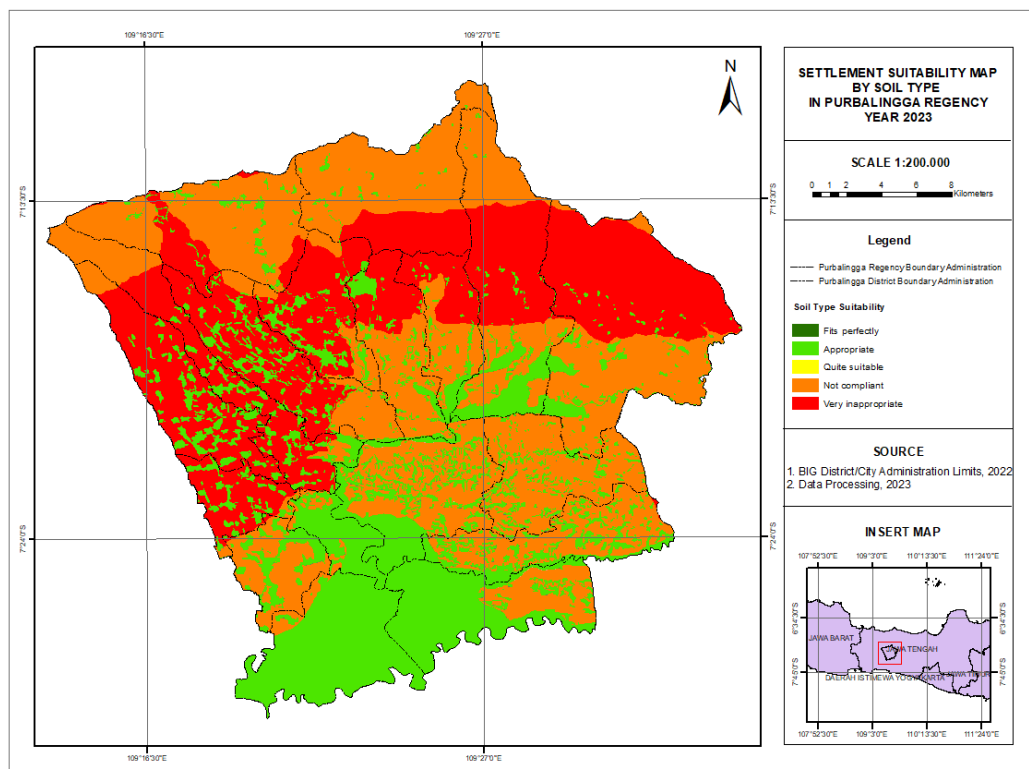 109°16'30"E
109°27'0"E
N
7°13'30"S
7°13'30"S
7°24'0"S
7°24'0"S
109°16'30"E
109°27'0"E
SETTLEMENT SUITABILITY MAP
BY SOIL TYPE
IN PURBALINGGA REGENCY
YEAR 2023
SCALE 1:200.000
0 1 2 4 6 8
Kilometers
Legend
Purbalingga Regency Boundary Administration
Purbalingga District Boundary Administration
Soil Type Suitability
Fits perfectly
Appropriate
Quite suitable
Not compliant
Very inappropriate
SOURCE
1. BIG District/City Administration Limits, 2022
2. Data Processing, 2023
INSERT MAP
107°52'30"E 109°3'0"E 110°13'30"E 111°24'0"E
6°34'30"S
6°34'30"S
JAWA BARAT
JAWA TENGAH
7°45'0"S
7°45'0"S
DAERAH ISTIMEWA YOGYAKARTA
JAWA TIMUR
107°52'30"E 109°3'0"E 110°13'30"E 111°24'0"E